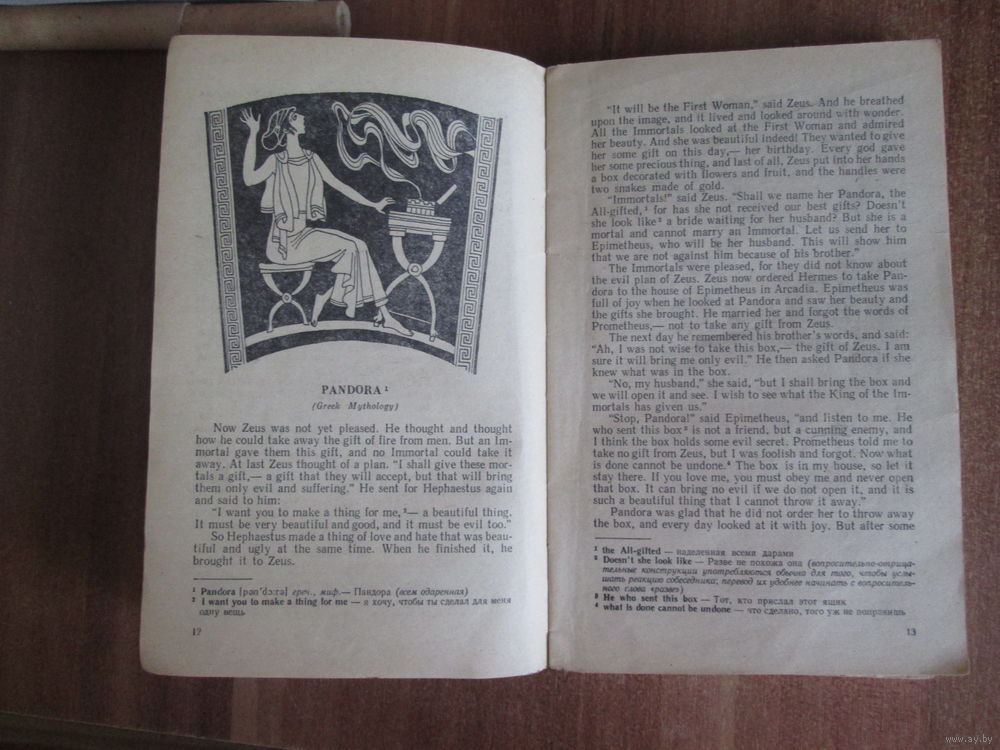 PANDORA ¹
(Greek Mythology)
Now Zeus was not yet pleased. He thought and thought
how he could take away the gift of fire from men. But an Im-
mortal gave them this gift, and no Immortal could take it
away. At last Zeus thought of a plan. “I shall give these mor-
tals a gift,— a gift that they will accept, but that will bring
them only evil and suffering.” He sent for Hephaestus again
and said to him:
“I want you to make a thing for me,²— a beautiful thing.
It must be very beautiful and good, and it must be evil too.”
So Hephaestus made a thing of love and hate that was beau-
tiful and ugly at the same time. When he finished it, he
brought it to Zeus.
¹ Pandora [pən'dɔ:rə] греч., миф.— Пандора (всем одаренная)
² I want you to make a thing for me — я хочу, чтобы ты сделал для меня
одну вещь
12
“It will be the First Woman,” said Zeus. And he breathed
upon the image, and it lived and looked around with wonder.
All the Immortals looked at the First Woman and admired
her beauty. And she was beautiful indeed! They wanted to give
her some gift on this day,— her birthday. Every god gave
her some precious thing, and last of all, Zeus put into her hands
a box decorated with flowers and fruit, and the handles were
two snakes made of gold.
“Immortals!” said Zeus. “Shall we name her Pandora, the
All-gifted,¹ for has she not received our best gifts? Doesn't
she look like ² a bride waiting for her husband? But she is a
mortal and cannot marry an Immortal. Let us send her to
Epimetheus, who will be her husband. This will show him
that we are not against him because of his brother.”
The Immortals were pleased, for they did not know about
the evil plan of Zeus. Zeus now ordered Hermes to take Pan-
dora to the house of Epimetheus in Arcadia. Epimetheus was
full of joy when he looked at Pandora and saw her beauty and
the gifts she brought. He married her and forgot the words of
Prometheus,— not to take any gift from Zeus.
The next day he remembered his brother's words, and said:
“Ah, I was not wise to take this box,— the gift of Zeus. I am
sure it will bring me only evil.” He then asked Pandora if she
knew what was in the box.
“No, my husband,” she said, “but I shall bring the box and
we will open it and see. I wish to see what the King of the Im-
mortals has given us.”
“Stop, Pandora!” said Epimetheus, “and listen to me. He
who sent this box ³ is not a friend, but a cunning enemy, and
I think the box holds some evil secret. Prometheus told me to
take no gift from Zeus, but I was foolish and forgot. Now what
is done cannot be undone.⁴ The box is in my house, so let it
stay there. If you love me, you must obey me and never open
that box. It can bring no evil if we do not open it, and it is
such a beautiful thing that I cannot throw it away.”
Pandora was glad that he did not order her to throw away
the box, and every day looked at it with joy. But after some
¹ the All-gifted — наделенная всеми дарами
² Doesn't she look like — Разве не похожа она (вопросительно-отрица-
тельные конструкции употребляются обычно для того, чтобы услы-
шать реакцию собеседника; перевод их удобнее начинать с вопроситель-
ного слова «разве»)
³ He who sent this box — Тот, кто прислал этот ящик
⁴ what is done cannot be undone — что сделано, того уж не поправишь
13
www.ay.by